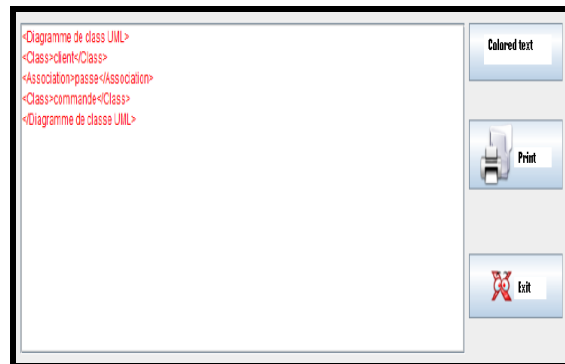 <Diagramme de class UML>
<Class>client</Class>
<Association>passe</Association>
<Class>commande</Class>
</Diagramme de classe UML>
Colared text
Print
Exit